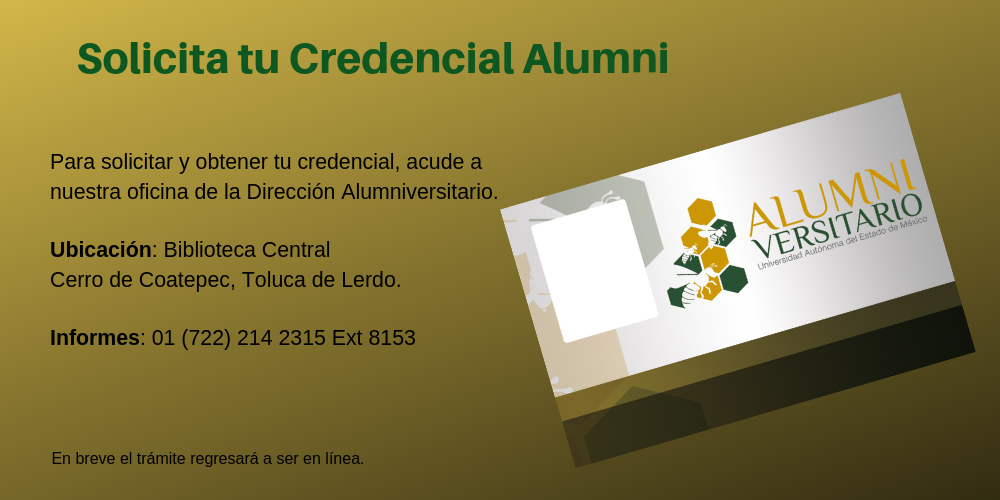 Solicita tu Credencial Alumni
Para solicitar y obtener tu credencial, acude a
nuestra oficina de la Dirección Alumniversitario.
Ubicación: Biblioteca Central
Cerro de Coatepec, Toluca de Lerdo.
Informes: 01 (722) 214 2315 Ext 8153
En breve el trámite regresará a ser en línea.
ALUMNI
VERSITARIO
Universidad Autónoma del Estado de México